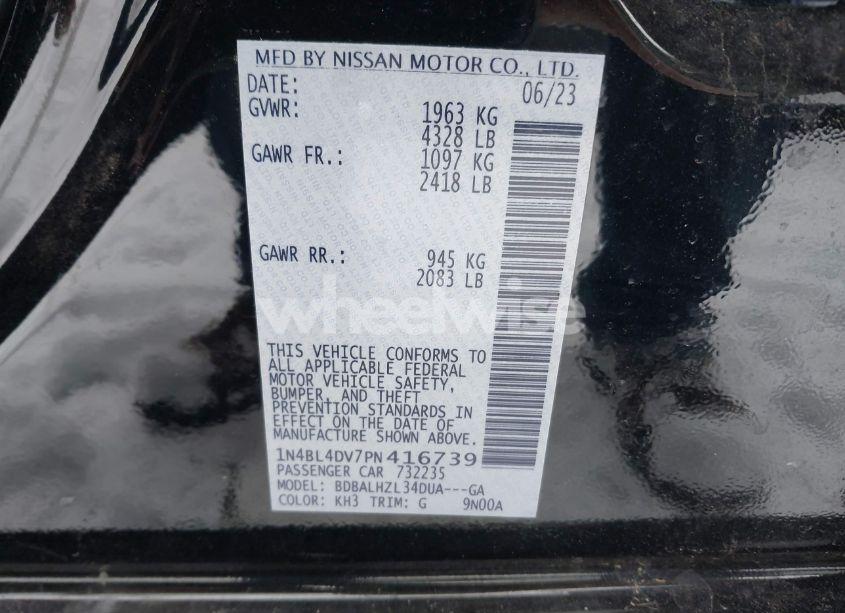 MFD BY NISSAN MOTOR CO., LTD.
DATE: 06/23
GVWR: 1963 KG
4328 LB
GAWR FR.: 1097 KG
2418 LB
GAWR RR.: 945 KG
2083 LB
wheelwise
THIS VEHICLE CONFORMS TO
ALL APPLICABLE FEDERAL
MOTOR VEHICLE SAFETY,
BUMPER, AND THEFT
PREVENTION STANDARDS IN
EFFECT ON THE DATE OF
MANUFACTURE SHOWN ABOVE.
1N4BL4DV7PN416739
PASSENGER CAR 732235
MODEL: BDBALHZL34DUA---GA
COLOR: KH3 TRIM: G 9N00A